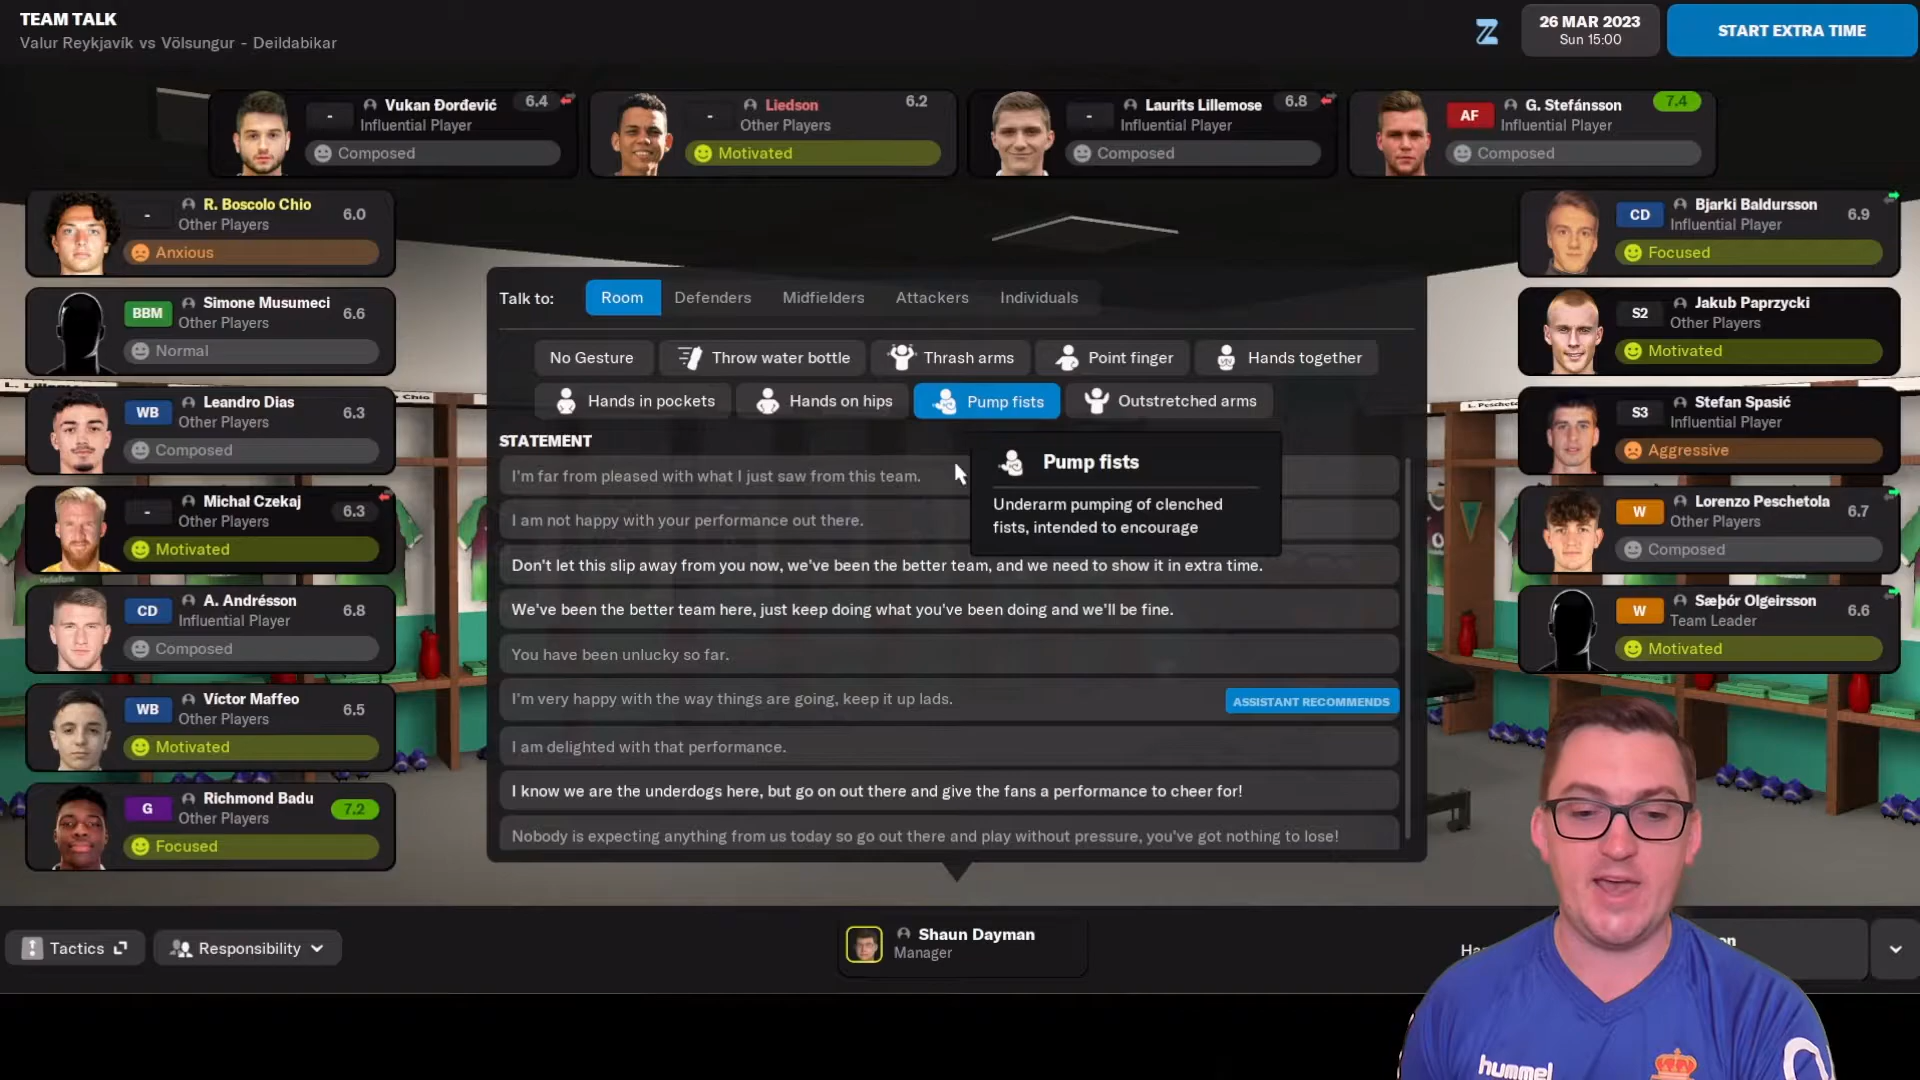 TEAM TALK
Valur Reykjavík vs Völsungur - Deildabikar
26 MAR 2023
Sun 15:00
START EXTRA TIME
- Vukan Đorđević 6.4
Influential Player
Composed
- Liedson 6.2
Other Players
Motivated
- Laurits Lillemose 6.8
Influential Player
Composed
AF G. Stefánsson 7.4
Influential Player
Composed
- R. Boscolo Chio 6.0
Other Players
Anxious
BBM Simone Musumeci 6.6
Other Players
Normal
WB Leandro Dias 6.3
Other Players
Composed
- Michał Czekaj 6.3
Other Players
Motivated
CD A. Andrésson 6.8
Influential Player
Composed
WB Víctor Maffeo 6.5
Other Players
Motivated
G Richmond Badu 7.2
Other Players
Focused
Talk to: Room Defenders Midfielders Attackers Individuals
No Gesture Throw water bottle Thrash arms Point finger Hands together
Hands in pockets Hands on hips Pump fists Outstretched arms
STATEMENT
I'm far from pleased with what I just saw from this team.
I am not happy with your performance out there.
Don't let this slip away from you now, we've been the better team, and we need to show it in extra time.
We've been the better team here, just keep doing what you've been doing and we'll be fine.
You have been unlucky so far.
I'm very happy with the way things are going, keep it up lads. ASSISTANT RECOMMENDS
I am delighted with that performance.
I know we are the underdogs here, but go on out there and give the fans a performance to cheer for!
Nobody is expecting anything from us today so go out there and play without pressure, you've got nothing to lose!
Pump fists
Underarm pumping of clenched
fists, intended to encourage
CD Bjarki Baldursson 6.9
Influential Player
Focused
S2 Jakub Paprzycki
Other Players
Motivated
S3 Stefan Spasić
Influential Player
Aggressive
W Lorenzo Peschetola 6.7
Other Players
Composed
W Sæþór Olgeirsson 6.6
Team Leader
Motivated
Tactics Responsibility
Shaun Dayman
Manager
hummel